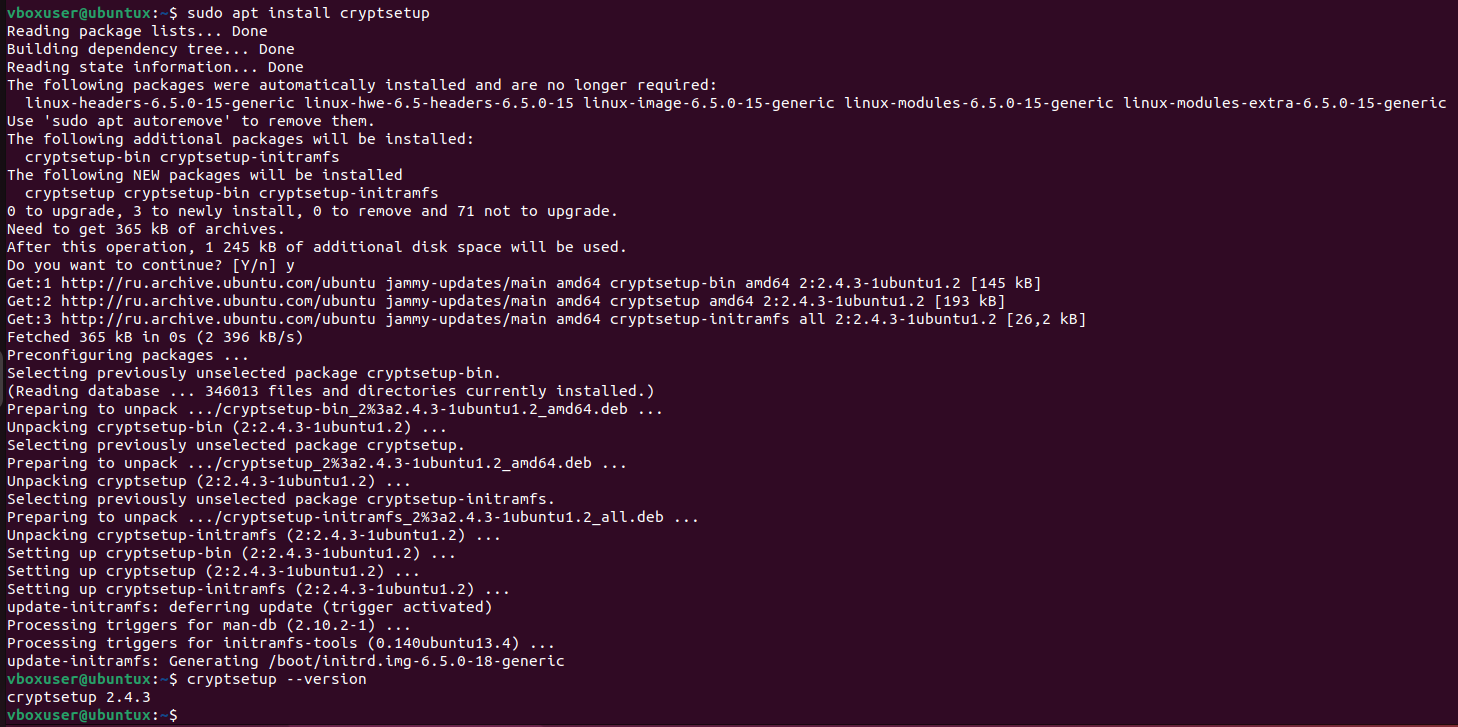 vboxuser@ubuntux:~$ sudo apt install cryptsetup
Reading package lists... Done
Building dependency tree... Done
Reading state information... Done
The following packages were automatically installed and are no longer required:
  linux-headers-6.5.0-15-generic linux-hwe-6.5-headers-6.5.0-15 linux-image-6.5.0-15-generic linux-modules-6.5.0-15-generic linux-modules-extra-6.5.0-15-generic
Use 'sudo apt autoremove' to remove them.
The following additional packages will be installed:
  cryptsetup-bin cryptsetup-initramfs
The following NEW packages will be installed
  cryptsetup cryptsetup-bin cryptsetup-initramfs
0 to upgrade, 3 to newly install, 0 to remove and 71 not to upgrade.
Need to get 365 kB of archives.
After this operation, 1 245 kB of additional disk space will be used.
Do you want to continue? [Y/n] y
Get:1 http://ru.archive.ubuntu.com/ubuntu jammy-updates/main amd64 cryptsetup-bin amd64 2:2.4.3-1ubuntu1.2 [145 kB]
Get:2 http://ru.archive.ubuntu.com/ubuntu jammy-updates/main amd64 cryptsetup amd64 2:2.4.3-1ubuntu1.2 [193 kB]
Get:3 http://ru.archive.ubuntu.com/ubuntu jammy-updates/main amd64 cryptsetup-initramfs all 2:2.4.3-1ubuntu1.2 [26,2 kB]
Fetched 365 kB in 0s (2 396 kB/s)
Preconfiguring packages ...
Selecting previously unselected package cryptsetup-bin.
(Reading database ... 346013 files and directories currently installed.)
Preparing to unpack .../cryptsetup-bin_2%3a2.4.3-1ubuntu1.2_amd64.deb ...
Unpacking cryptsetup-bin (2:2.4.3-1ubuntu1.2) ...
Selecting previously unselected package cryptsetup.
Preparing to unpack .../cryptsetup_2%3a2.4.3-1ubuntu1.2_amd64.deb ...
Unpacking cryptsetup (2:2.4.3-1ubuntu1.2) ...
Selecting previously unselected package cryptsetup-initramfs.
Preparing to unpack .../cryptsetup-initramfs_2%3a2.4.3-1ubuntu1.2_all.deb ...
Unpacking cryptsetup-initramfs (2:2.4.3-1ubuntu1.2) ...
Setting up cryptsetup-bin (2:2.4.3-1ubuntu1.2) ...
Setting up cryptsetup (2:2.4.3-1ubuntu1.2) ...
Setting up cryptsetup-initramfs (2:2.4.3-1ubuntu1.2) ...
update-initramfs: deferring update (trigger activated)
Processing triggers for man-db (2.10.2-1) ...
Processing triggers for initramfs-tools (0.140ubuntu13.4) ...
update-initramfs: Generating /boot/initrd.img-6.5.0-18-generic
vboxuser@ubuntux:~$ cryptsetup --version
cryptsetup 2.4.3
vboxuser@ubuntux:~$